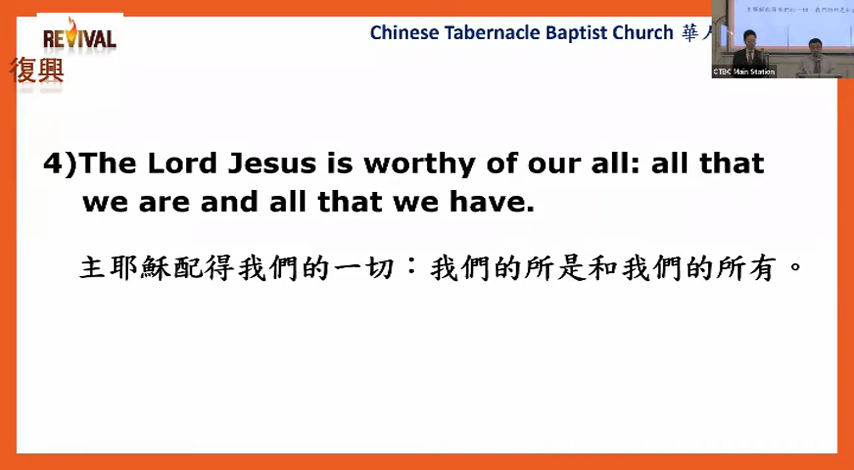 REVIVAL
復興
Chinese Tabernacle Baptist Church 華人
CTBC Main Station
4)The Lord Jesus is worthy of our all: all that
we are and all that we have.
主耶穌配得我們的一切：我們的所是和我們的所有。